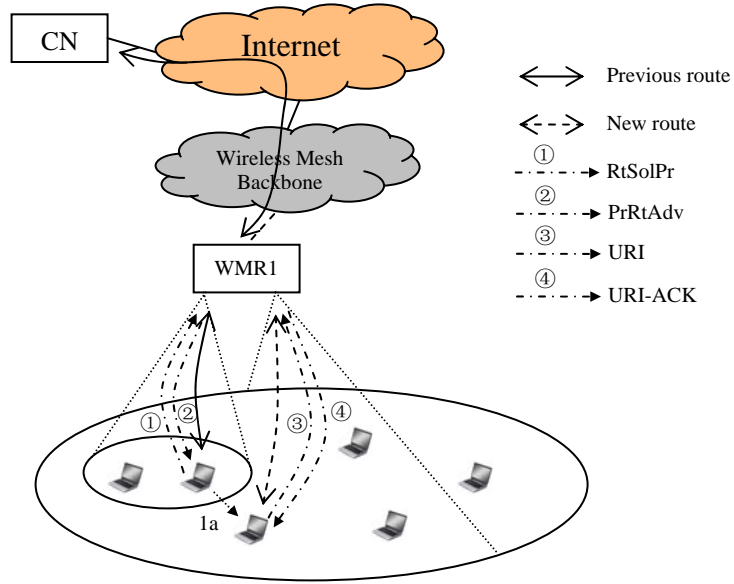 CN
Internet
Previous route
New route
Wireless Mesh
Backbone
① RtSolPr
② PrRtAdv
③ URI
④ URI-ACK
WMR1
① ② ③ ④
1a